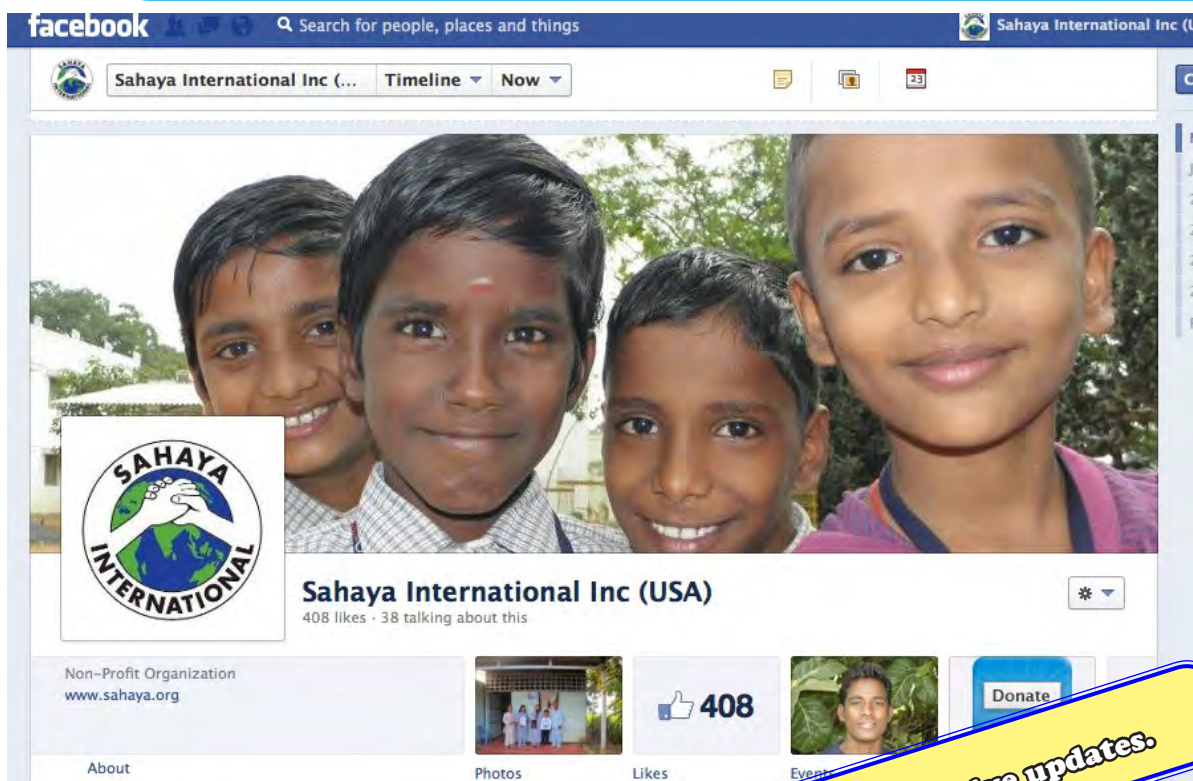 facebook
Search for people, places and things
Sahaya International Inc (U
Sahaya International Inc (...
Timeline
Now
23
SAHAYA
INTERNATIONAL
Sahaya International Inc (USA)
408 likes · 38 talking about this
Non-Profit Organization
www.sahaya.org
408
Donate
About
Photos
Likes
updates.